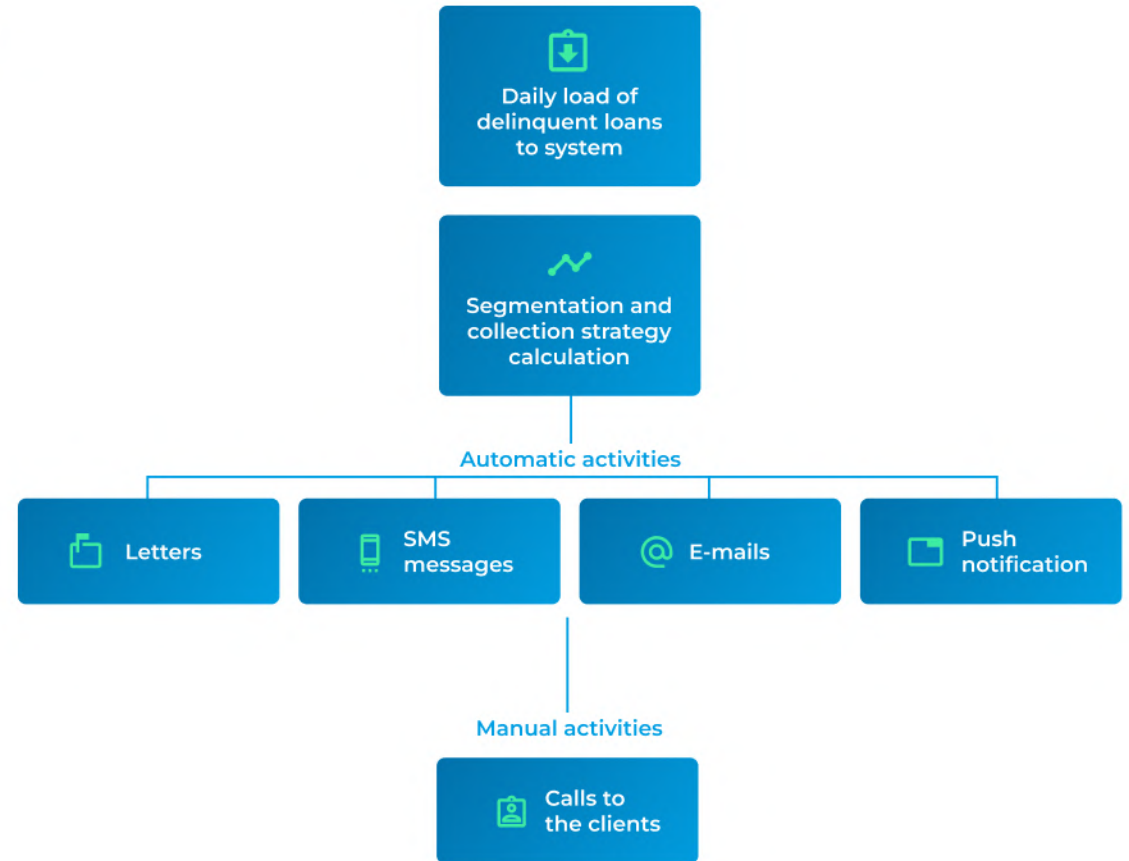 Daily load of
delinquent loans
to system
Segmentation and
collection strategy
calculation
Automatic activities
Letters
SMS
messages
E-mails
Push
notification
Manual activities
Calls to
the clients